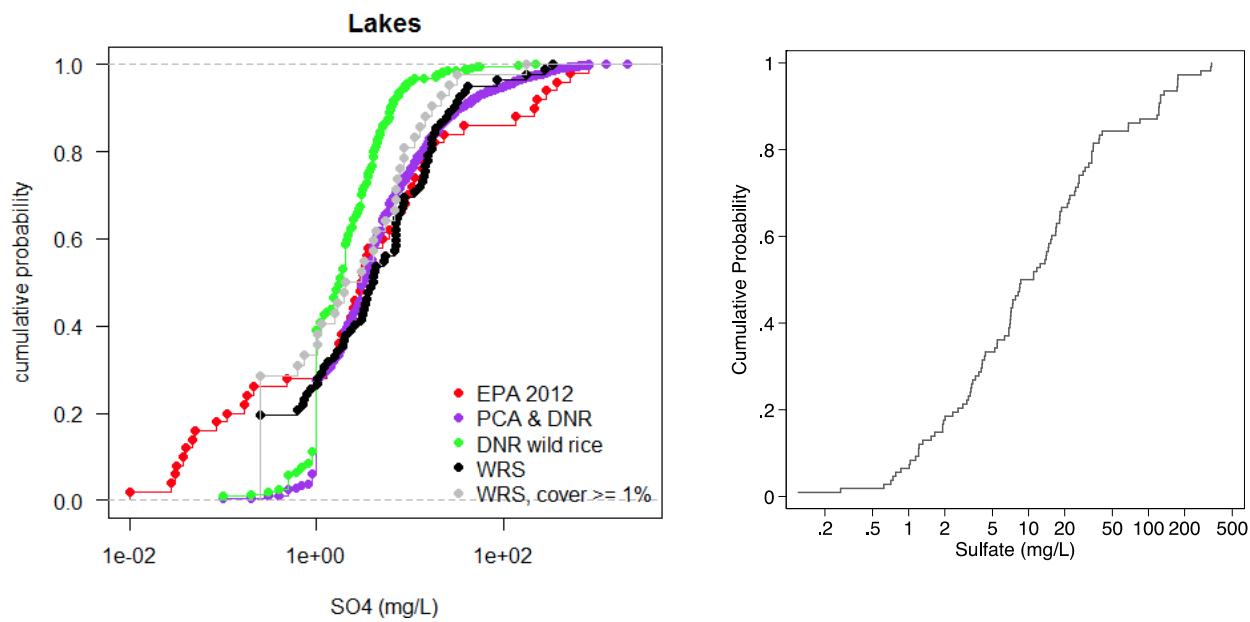 Lakes
cumulative probability
1.0
0.8
0.6
0.4
0.2
0.0
EPA 2012
PCA & DNR
DNR wild rice
WRS
WRS, cover >= 1%
1e-02
1e+00
1e+02
SO4 (mg/L)
Cumulative Probability
1
.8
.6
.4
.2
0
.2
.5
1
2
5
10
20
50
100
200
500
Sulfate (mg/L)